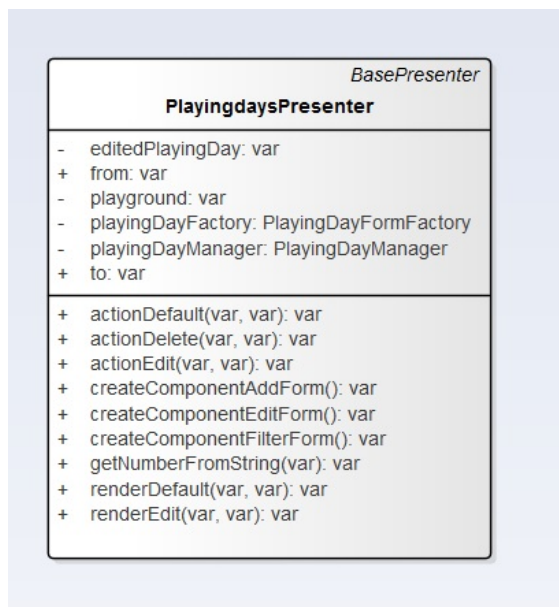 BasePresenter
PlayingdaysPresenter
- editedPlayingDay: var
+ from: var
- playground: var
- playingDayFactory: PlayingDayFormFactory
- playingDayManager: PlayingDayManager
+ to: var
+ actionDefault(var, var): var
+ actionDelete(var, var): var
+ actionEdit(var, var): var
+ createComponentAddForm(): var
+ createComponentEditForm(): var
+ createComponentFilterForm(): var
+ getNumberFromString(var): var
+ renderDefault(var, var): var
+ renderEdit(var, var): var